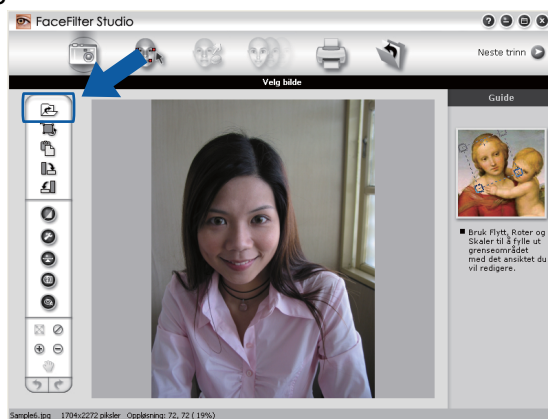 FaceFilter Studio
Neste trinn
Velg bilde
Guide
Bruk Flytt, Roter og
Skaler til å fylle ut
grenseområdet
med det ansiktet du
vil redigere.
Sample6.jpg 1704x2272 piksler Oppløsning: 72, 72 ( 19%)